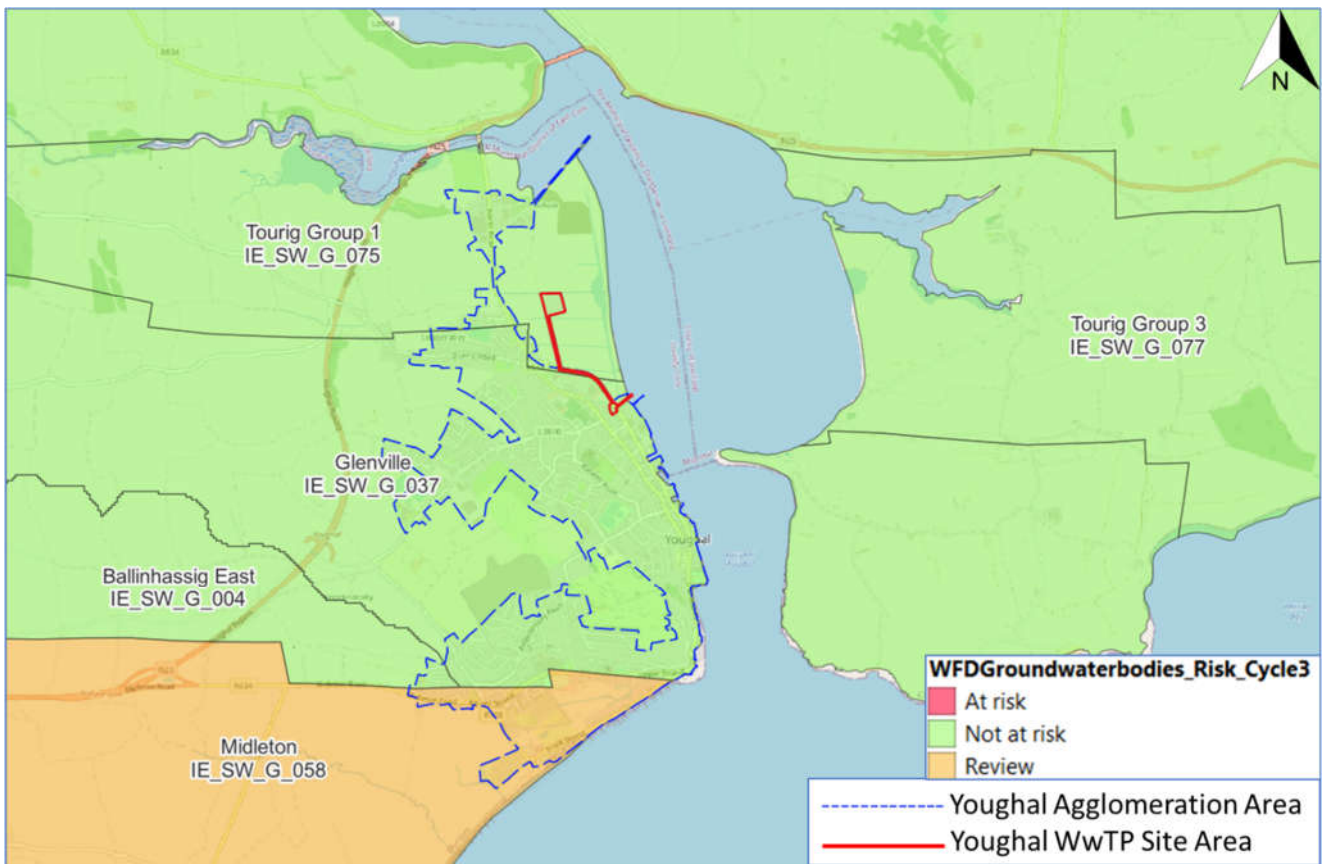 N
Tourig Group 1
IE_SW_G_075
Tourig Group 3
IE_SW_G_077
Glenville
IE_SW_G_037
Youghal
Ballinhassig East
IE_SW_G_004
Midleton
IE_SW_G_058
WFDGroundwaterbodies_Risk_Cycle3
At risk
Not at risk
Review
Youghal Agglomeration Area
Youghal WwTP Site Area